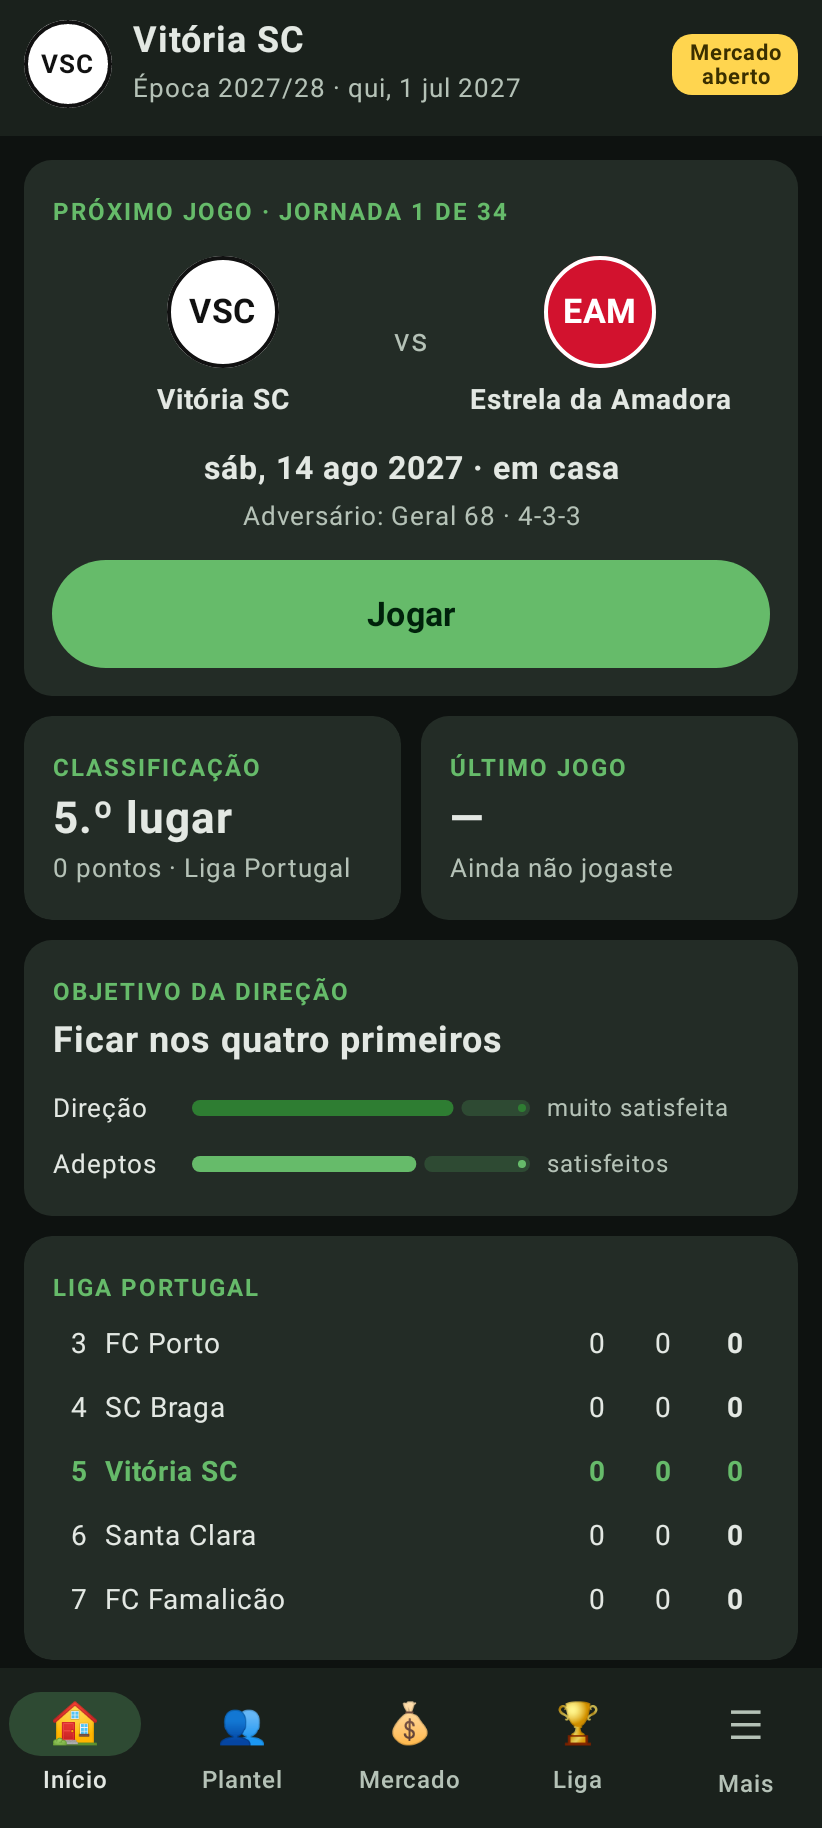 VSC
Vitória SC
Época 2027/28 · qui, 1 jul 2027
Mercado
aberto
PRÓXIMO JOGO · JORNADA 1 DE 34
VSC
vs
EAM
Vitória SC
Estrela da Amadora
sáb, 14 ago 2027 · em casa
Adversário: Geral 68 · 4-3-3
Jogar
CLASSIFICAÇÃO
5.º lugar
0 pontos · Liga Portugal
ÚLTIMO JOGO
—
Ainda não jogaste
OBJETIVO DA DIREÇÃO
Ficar nos quatro primeiros
Direção muito satisfeita
Adeptos satisfeitos
LIGA PORTUGAL
3 FC Porto 0 0 0
4 SC Braga 0 0 0
5 Vitória SC 0 0 0
6 Santa Clara 0 0 0
7 FC Famalicão 0 0 0
Início
Plantel
Mercado
Liga
Mais